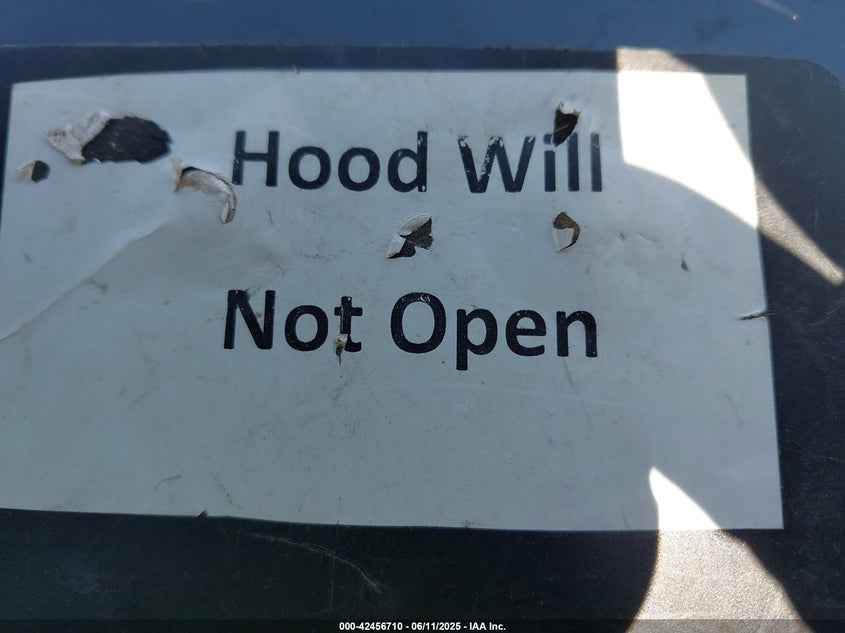 Hood Will
Not Open
000-42456710 - 06/11/2025 - IAA Inc.